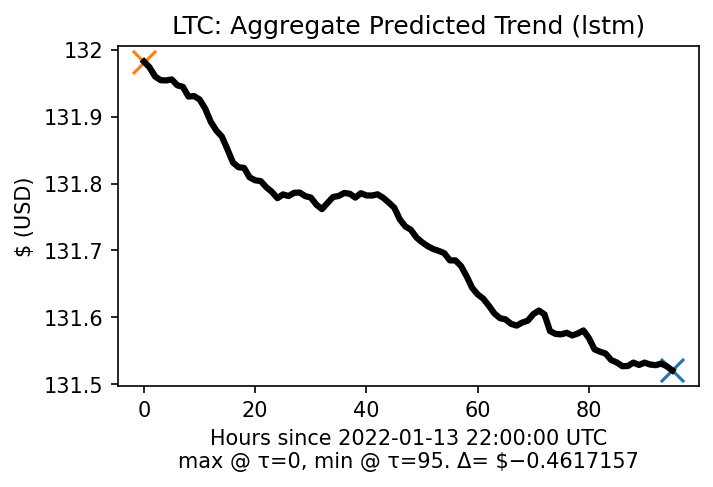 LTC: Aggregate Predicted Trend (lstm)
132
131.9
131.8
131.7
131.6
131.5
$ (USD)
0 20 40 60 80
Hours since 2022-01-13 22:00:00 UTC
max @ τ=0, min @ τ=95. Δ= $−0.4617157